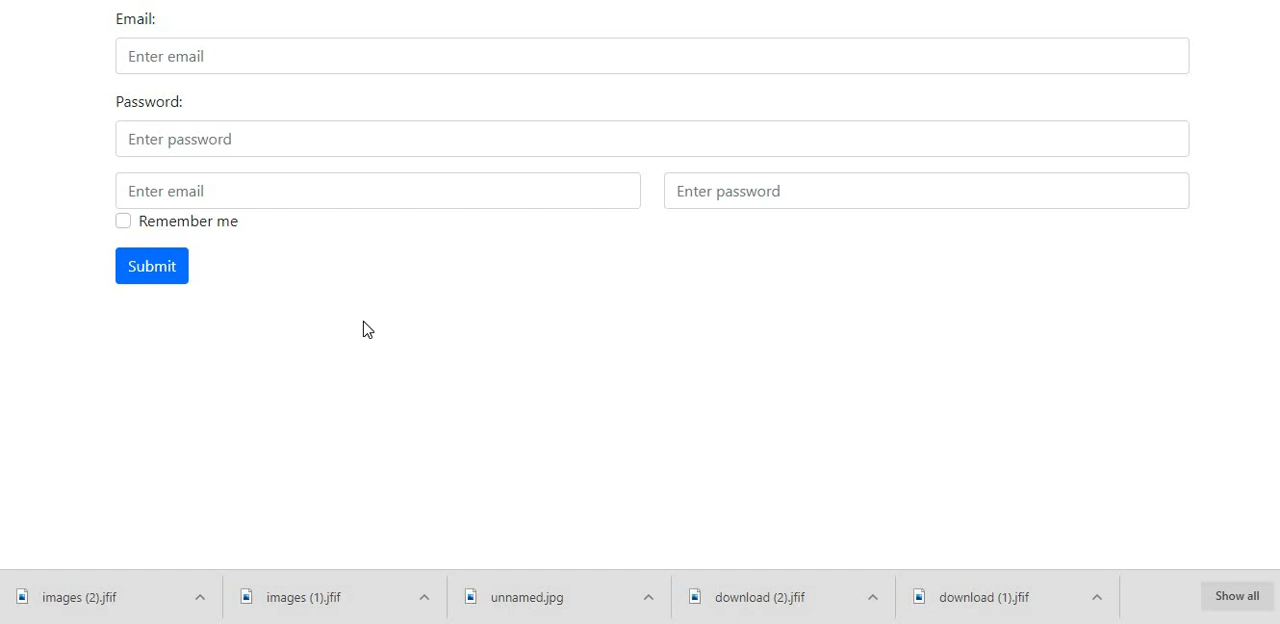 Email:
Enter email
Password:
Enter password
Enter email Enter password
Remember me
Submit
images (2).jfif images (1).jfif unnamed.jpg download (2).jfif download (1).jfif Show all